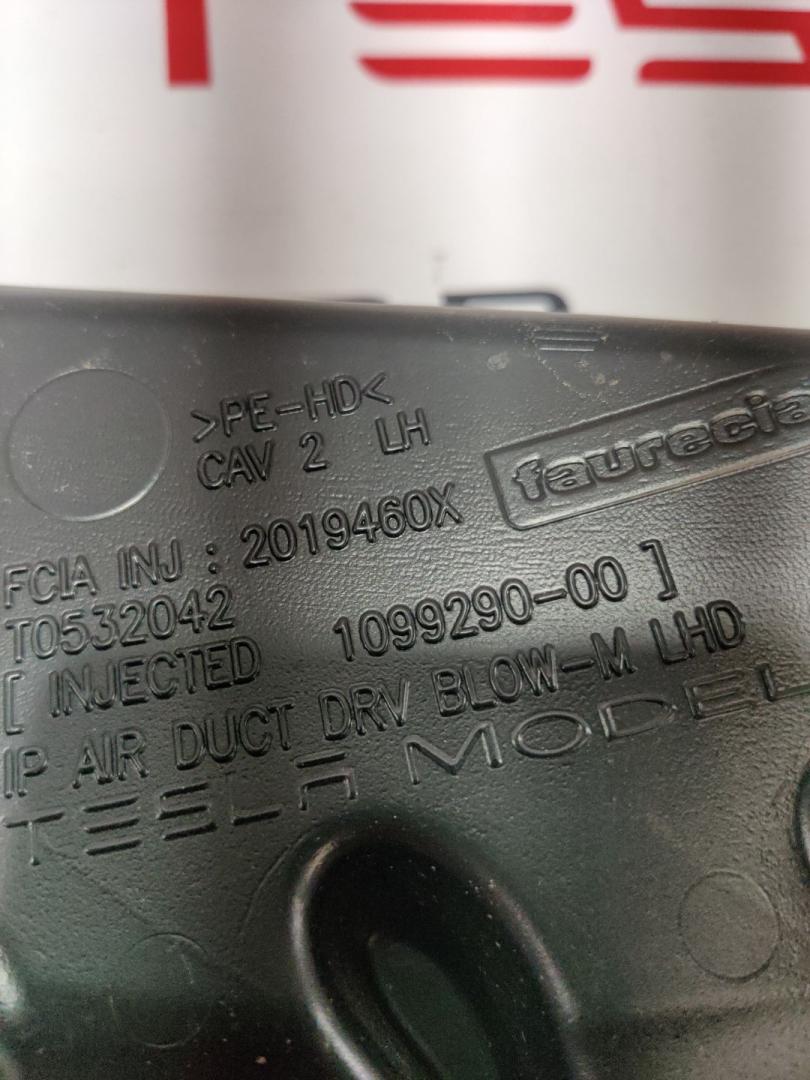 >PE-HD<
CAV 2 LH
faurecia
FCIA INJ : 2019460X
T0532042
[ INJECTED 1099290-00 ]
IP AIR DUCT DRV BLOW-M LHD
TESLA MODEL